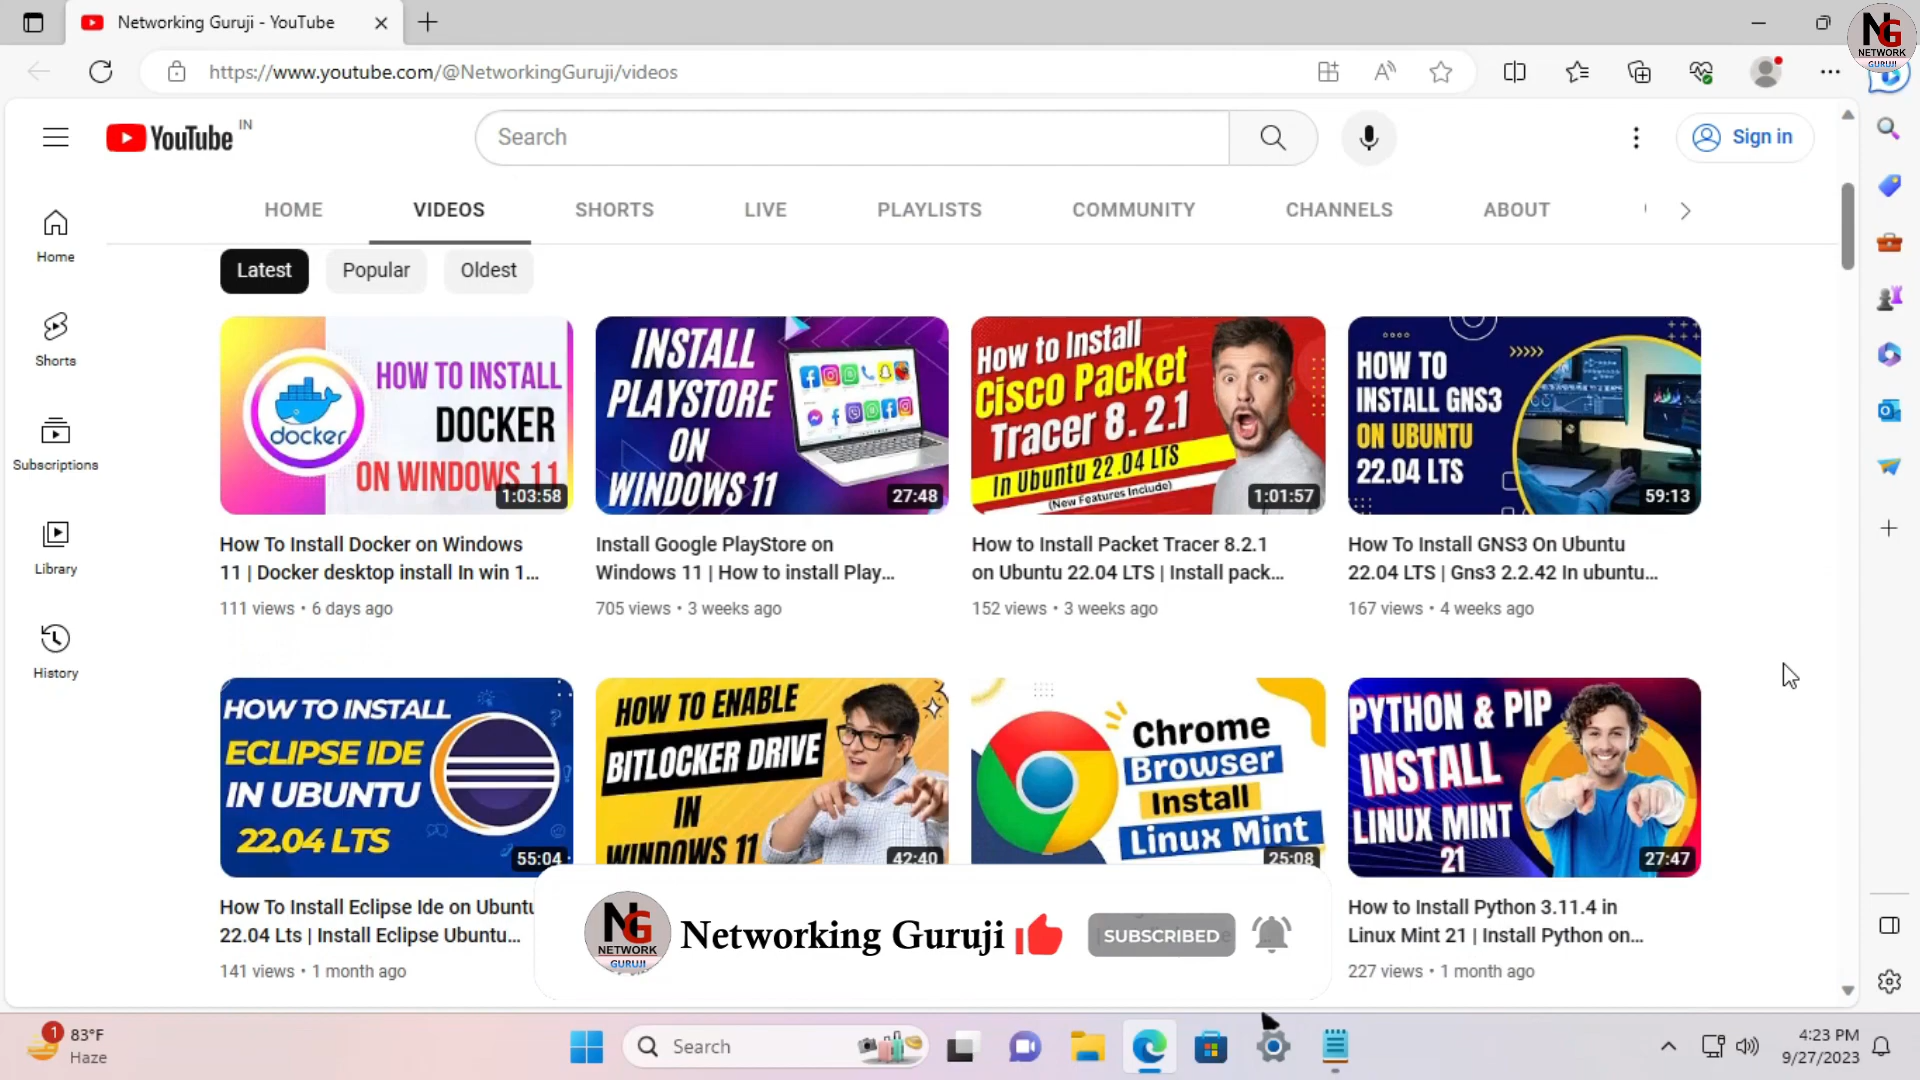 Networking Guruji - YouTube
NG
NETWORK
GURUJI
https://www.youtube.com/@NetworkingGuruji/videos
YouTube IN
Search
Sign in
HOME VIDEOS SHORTS LIVE PLAYLISTS COMMUNITY CHANNELS ABOUT
Home
Shorts
Subscriptions
Library
History
Latest Popular Oldest
docker
HOW TO INSTALL
DOCKER
ON WINDOWS 11
1:03:58
INSTALL
PLAYSTORE
ON
WINDOWS 11
27:48
How to Install
Cisco Packet
Tracer 8.2.1
In Ubuntu 22.04 LTS
(New Features Include)
1:01:57
HOW TO
INSTALL GNS3
ON UBUNTU
22.04 LTS
59:13
How To Install Docker on Windows
11 | Docker desktop install In win 1...
111 views • 6 days ago
Install Google PlayStore on
Windows 11 | How to install Play...
705 views • 3 weeks ago
How to Install Packet Tracer 8.2.1
on Ubuntu 22.04 LTS | Install pack...
152 views • 3 weeks ago
How To Install GNS3 On Ubuntu
22.04 LTS | Gns3 2.2.42 In ubuntu...
167 views • 4 weeks ago
HOW TO INSTALL
ECLIPSE IDE
IN UBUNTU
22.04 LTS
55:04
HOW TO ENABLE
BITLOCKER DRIVE
IN
WINDOWS 11
42:40
Chrome
Browser
Install
Linux Mint
25:08
PYTHON & PIP
INSTALL
LINUX MINT
21
27:47
How To Install Eclipse Ide on Ubuntu
22.04 Lts | Install Eclipse Ubuntu...
141 views • 1 month ago
How to Install Python 3.11.4 in
Linux Mint 21 | Install Python on...
227 views • 1 month ago
NG
NETWORK
GURUJI
Networking Guruji
SUBSCRIBED
1
83°F
Haze
Search
4:23 PM
9/27/2023